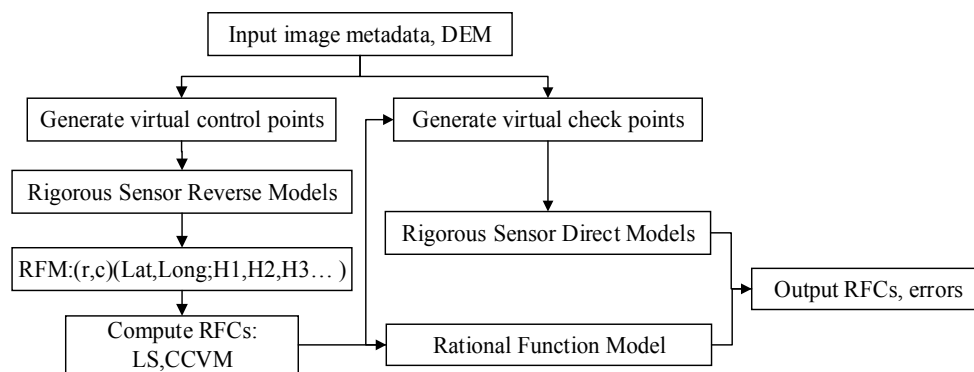 Input image metadata, DEM
Generate virtual control points
Generate virtual check points
Rigorous Sensor Reverse Models
Rigorous Sensor Direct Models
RFM:(r,c)(Lat,Long;H1,H2,H3… )
Output RFCs, errors
Compute RFCs:
LS,CCVM
Rational Function Model